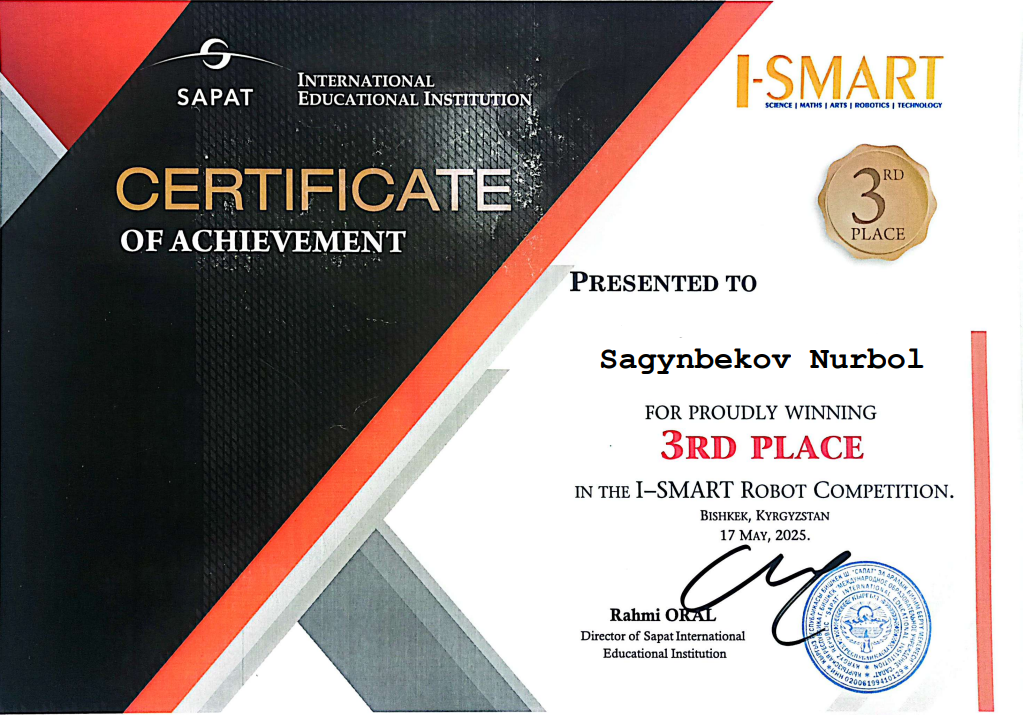 SAPAT
INTERNATIONAL
EDUCATIONAL INSTITUTION
I-SMART
SCIENCE | MATHS | ARTS | ROBOTICS | TECHNOLOGY
CERTIFICATE
OF ACHIEVEMENT
3RD
PLACE
PRESENTED TO
Sagynbekov Nurbol
FOR PROUDLY WINNING
3RD PLACE
IN THE I–SMART ROBOT COMPETITION.
BISHKEK, KYRGYZSTAN
17 MAY, 2025.
Rahmi ORAL
Director of Sapat International
Educational Institution